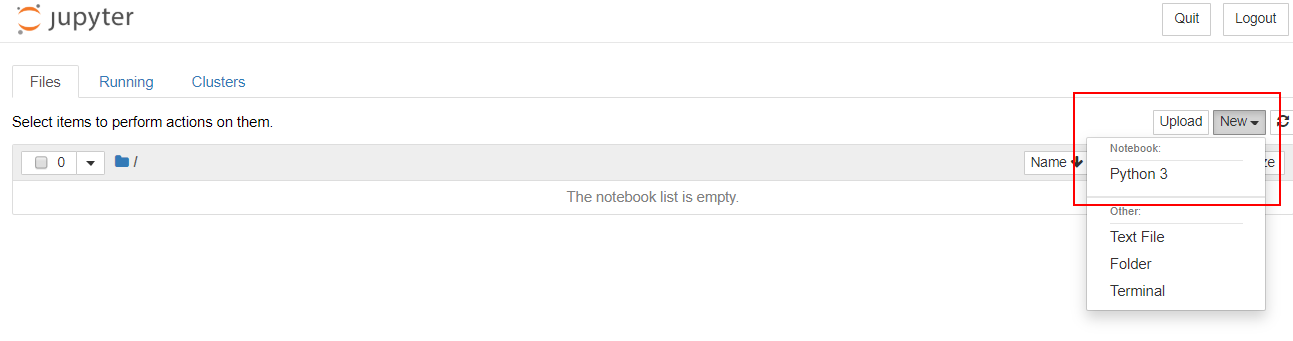 jupyter
Quit
Logout
Files
Running
Clusters
Select items to perform actions on them.
Upload
New
0
/
Name
ze
The notebook list is empty.
Notebook:
Python 3
Other:
Text File
Folder
Terminal